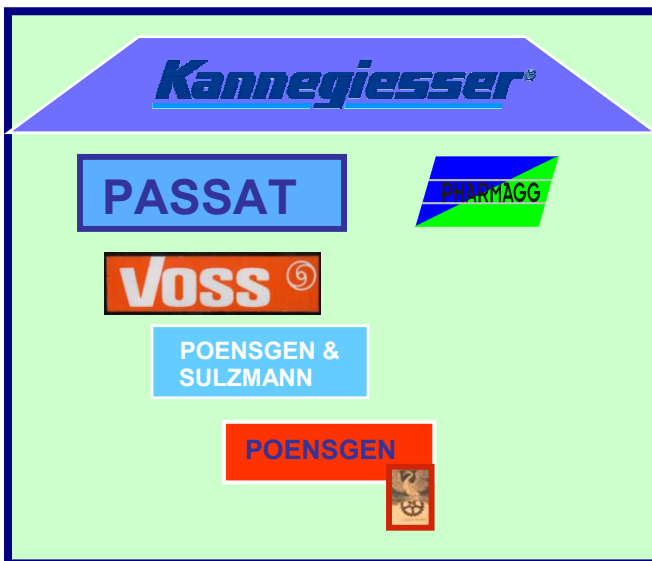 Kannegiesser®
PASSAT
PHARMAGG
VOSS
POENSGEN &
SULZMANN
POENSGEN